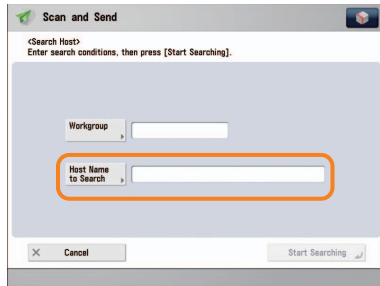 Scan and Send
<Search Host>
Enter search conditions, then press [Start Searching].
Workgroup
Host Name
to Search
Cancel
Start Searching